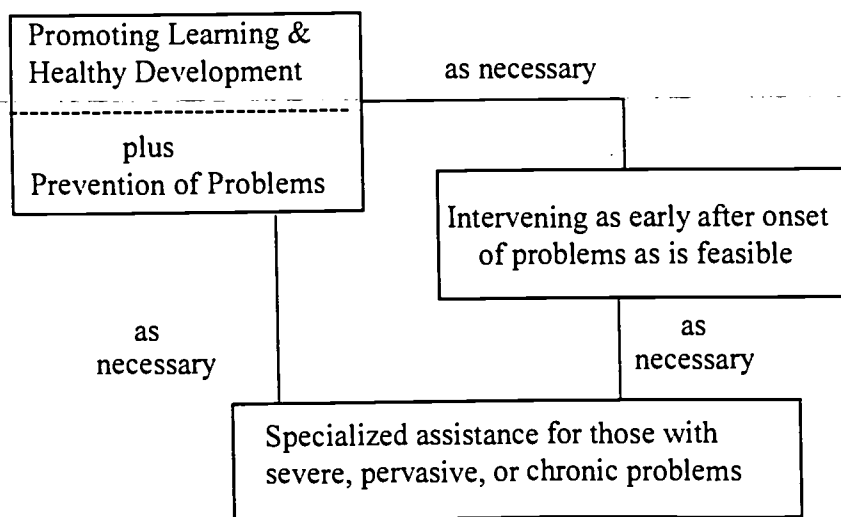 Promoting Learning &
Healthy Development
as necessary
plus
Prevention of Problems
Intervening as early after onset
of problems as is feasible
as
necessary
as
necessary
Specialized assistance for those with
severe, pervasive, or chronic problems